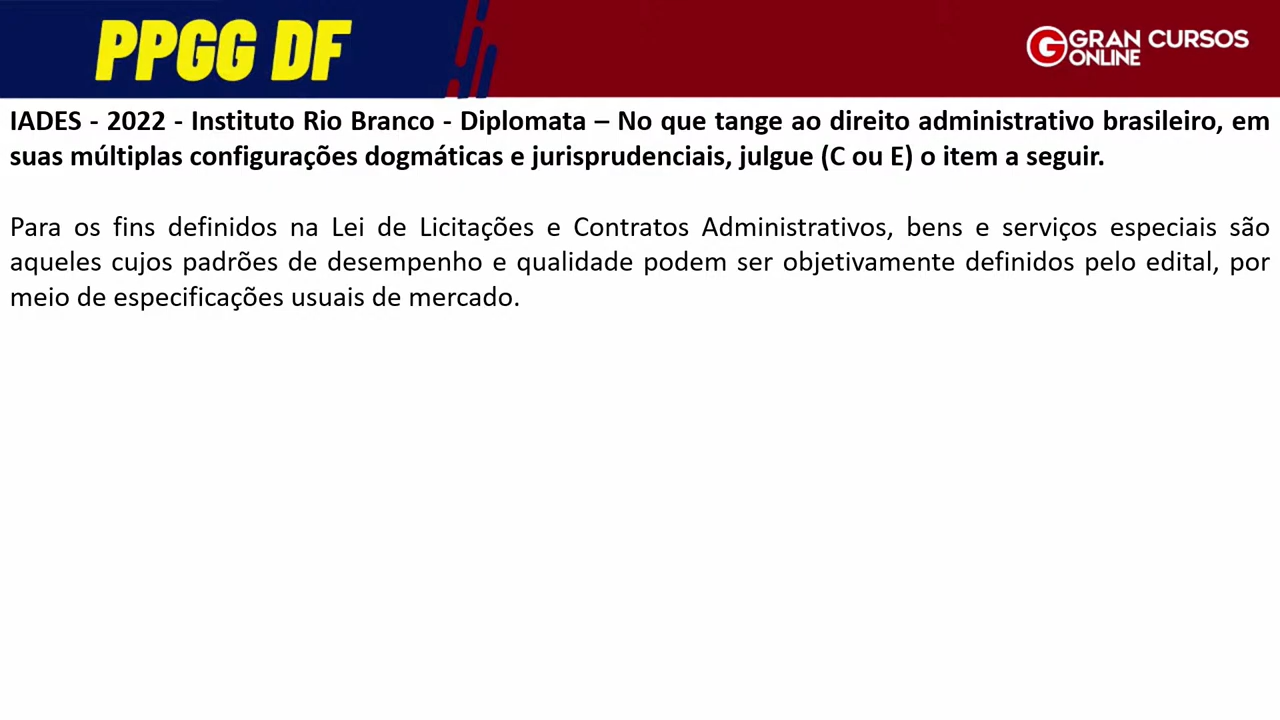 PPGG DF
GRAN CURSOS
ONLINE
IADES - 2022 - Instituto Rio Branco - Diplomata – No que tange ao direito administrativo brasileiro, em
suas múltiplas configurações dogmáticas e jurisprudenciais, julgue (C ou E) o item a seguir.
Para os fins definidos na Lei de Licitações e Contratos Administrativos, bens e serviços especiais são
aqueles cujos padrões de desempenho e qualidade podem ser objetivamente definidos pelo edital, por
meio de especificações usuais de mercado.